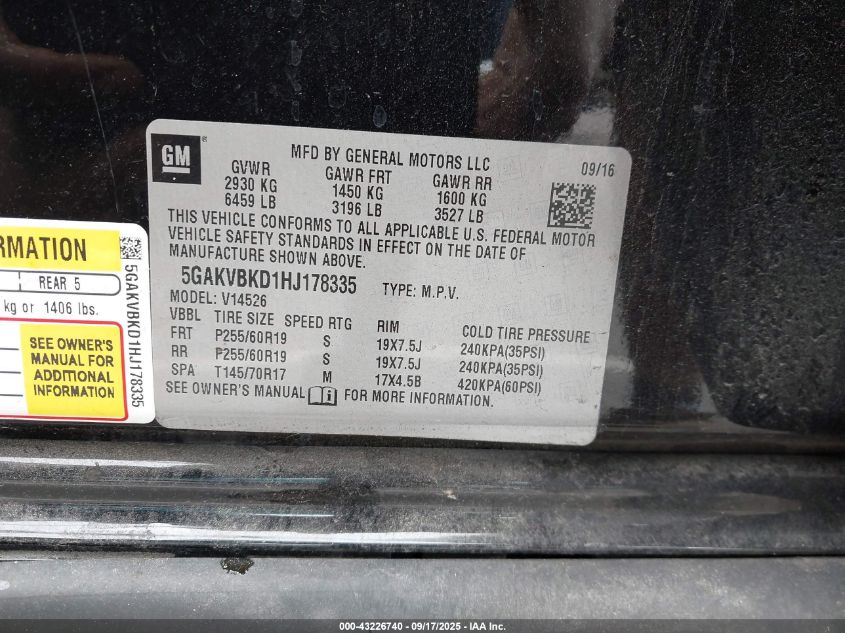 GM
MFD BY GENERAL MOTORS LLC
09/16
GVWR GAWR FRT GAWR RR
2930 KG 1450 KG 1600 KG
6459 LB 3196 LB 3527 LB
THIS VEHICLE CONFORMS TO ALL APPLICABLE U.S. FEDERAL MOTOR
VEHICLE SAFETY STANDARDS IN EFFECT ON THE DATE OF
MANUFACTURE SHOWN ABOVE.
5GAKVBKD1HJ178335 TYPE: M.P.V.
MODEL: V14526
VBBL TIRE SIZE SPEED RTG RIM COLD TIRE PRESSURE
FRT P255/60R19 S 19X7.5J 240KPA(35PSI)
RR P255/60R19 S 19X7.5J 240KPA(35PSI)
SPA T145/70R17 M 17X4.5B 420KPA(60PSI)
SEE OWNER'S MANUAL FOR MORE INFORMATION.
RMATION
REAR 5
kg or 1406 lbs.
SEE OWNER'S
MANUAL FOR
ADDITIONAL
INFORMATION
5GAKVBKD1HJ178335
000-43226740 - 09/17/2025 - IAA Inc.